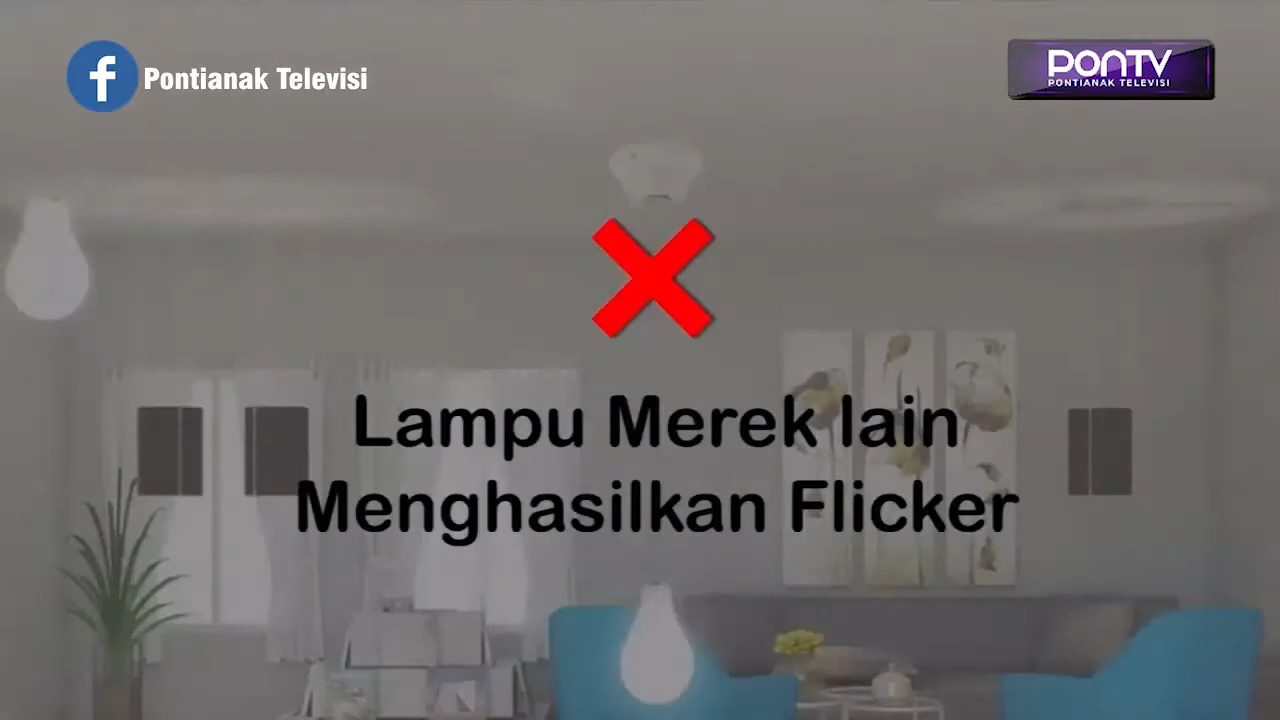 Pontianak Televisi
PONTV
PONTIANAK TELEVISI
Lampu Merek lain
Menghasilkan Flicker